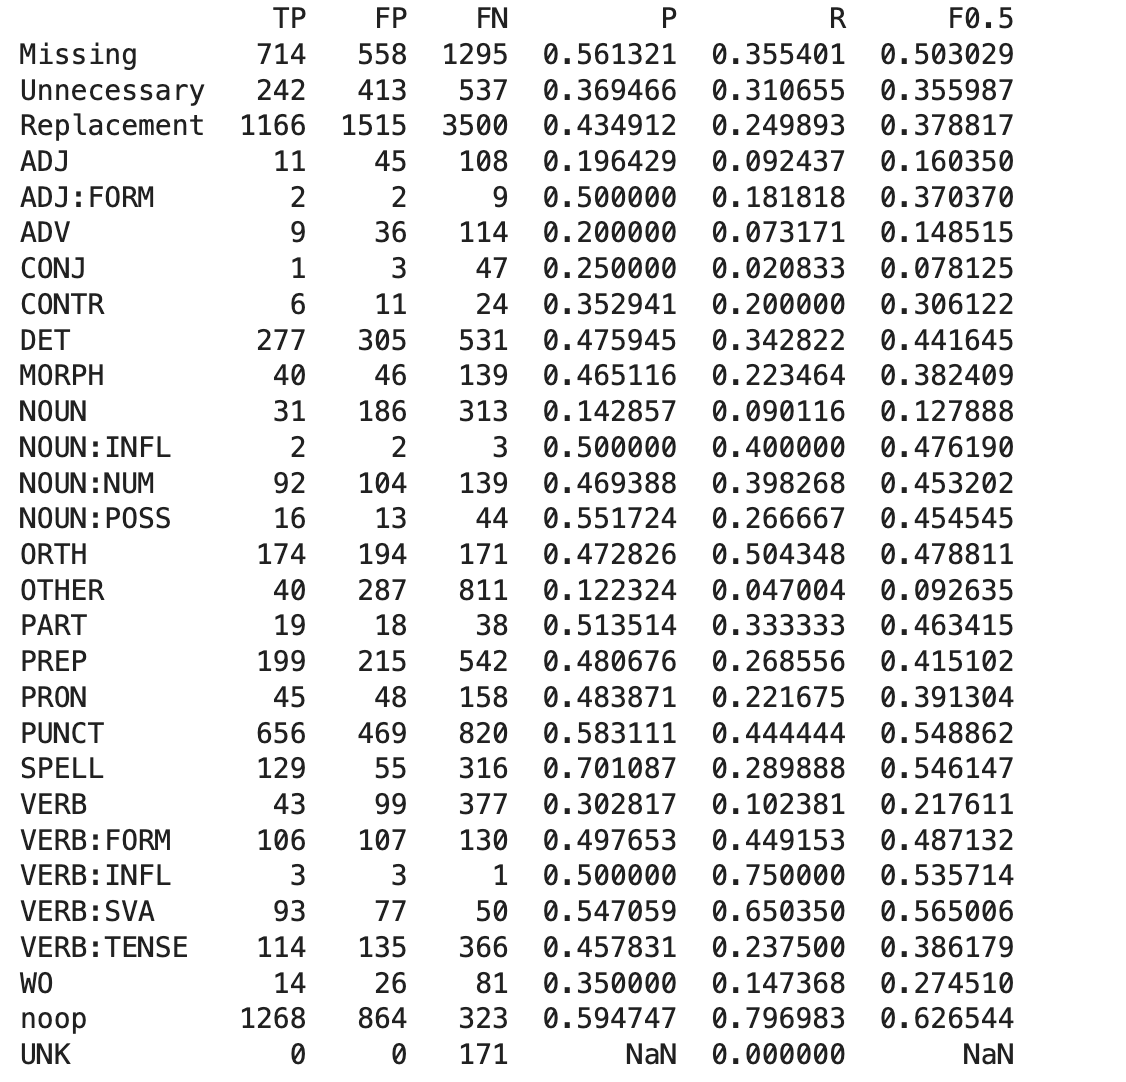 TP FP FN P R F0.5
Missing 714 558 1295 0.561321 0.355401 0.503029
Unnecessary 242 413 537 0.369466 0.310655 0.355987
Replacement 1166 1515 3500 0.434912 0.249893 0.378817
ADJ 11 45 108 0.196429 0.092437 0.160350
ADJ:FORM 2 2 9 0.500000 0.181818 0.370370
ADV 9 36 114 0.200000 0.073171 0.148515
CONJ 1 3 47 0.250000 0.020833 0.078125
CONTR 6 11 24 0.352941 0.200000 0.306122
DET 277 305 531 0.475945 0.342822 0.441645
MORPH 40 46 139 0.465116 0.223464 0.382409
NOUN 31 186 313 0.142857 0.090116 0.127888
NOUN:INFL 2 2 3 0.500000 0.400000 0.476190
NOUN:NUM 92 104 139 0.469388 0.398268 0.453202
NOUN:POSS 16 13 44 0.551724 0.266667 0.454545
ORTH 174 194 171 0.472826 0.504348 0.478811
OTHER 40 287 811 0.122324 0.047004 0.092635
PART 19 18 38 0.513514 0.333333 0.463415
PREP 199 215 542 0.480676 0.268556 0.415102
PRON 45 48 158 0.483871 0.221675 0.391304
PUNCT 656 469 820 0.583111 0.444444 0.548862
SPELL 129 55 316 0.701087 0.289888 0.546147
VERB 43 99 377 0.302817 0.102381 0.217611
VERB:FORM 106 107 130 0.497653 0.449153 0.487132
VERB:INFL 3 3 1 0.500000 0.750000 0.535714
VERB:SVA 93 77 50 0.547059 0.650350 0.565006
VERB:TENSE 114 135 366 0.457831 0.237500 0.386179
WO 14 26 81 0.350000 0.147368 0.274510
noop 1268 864 323 0.594747 0.796983 0.626544
UNK 0 0 171 NaN 0.000000 NaN